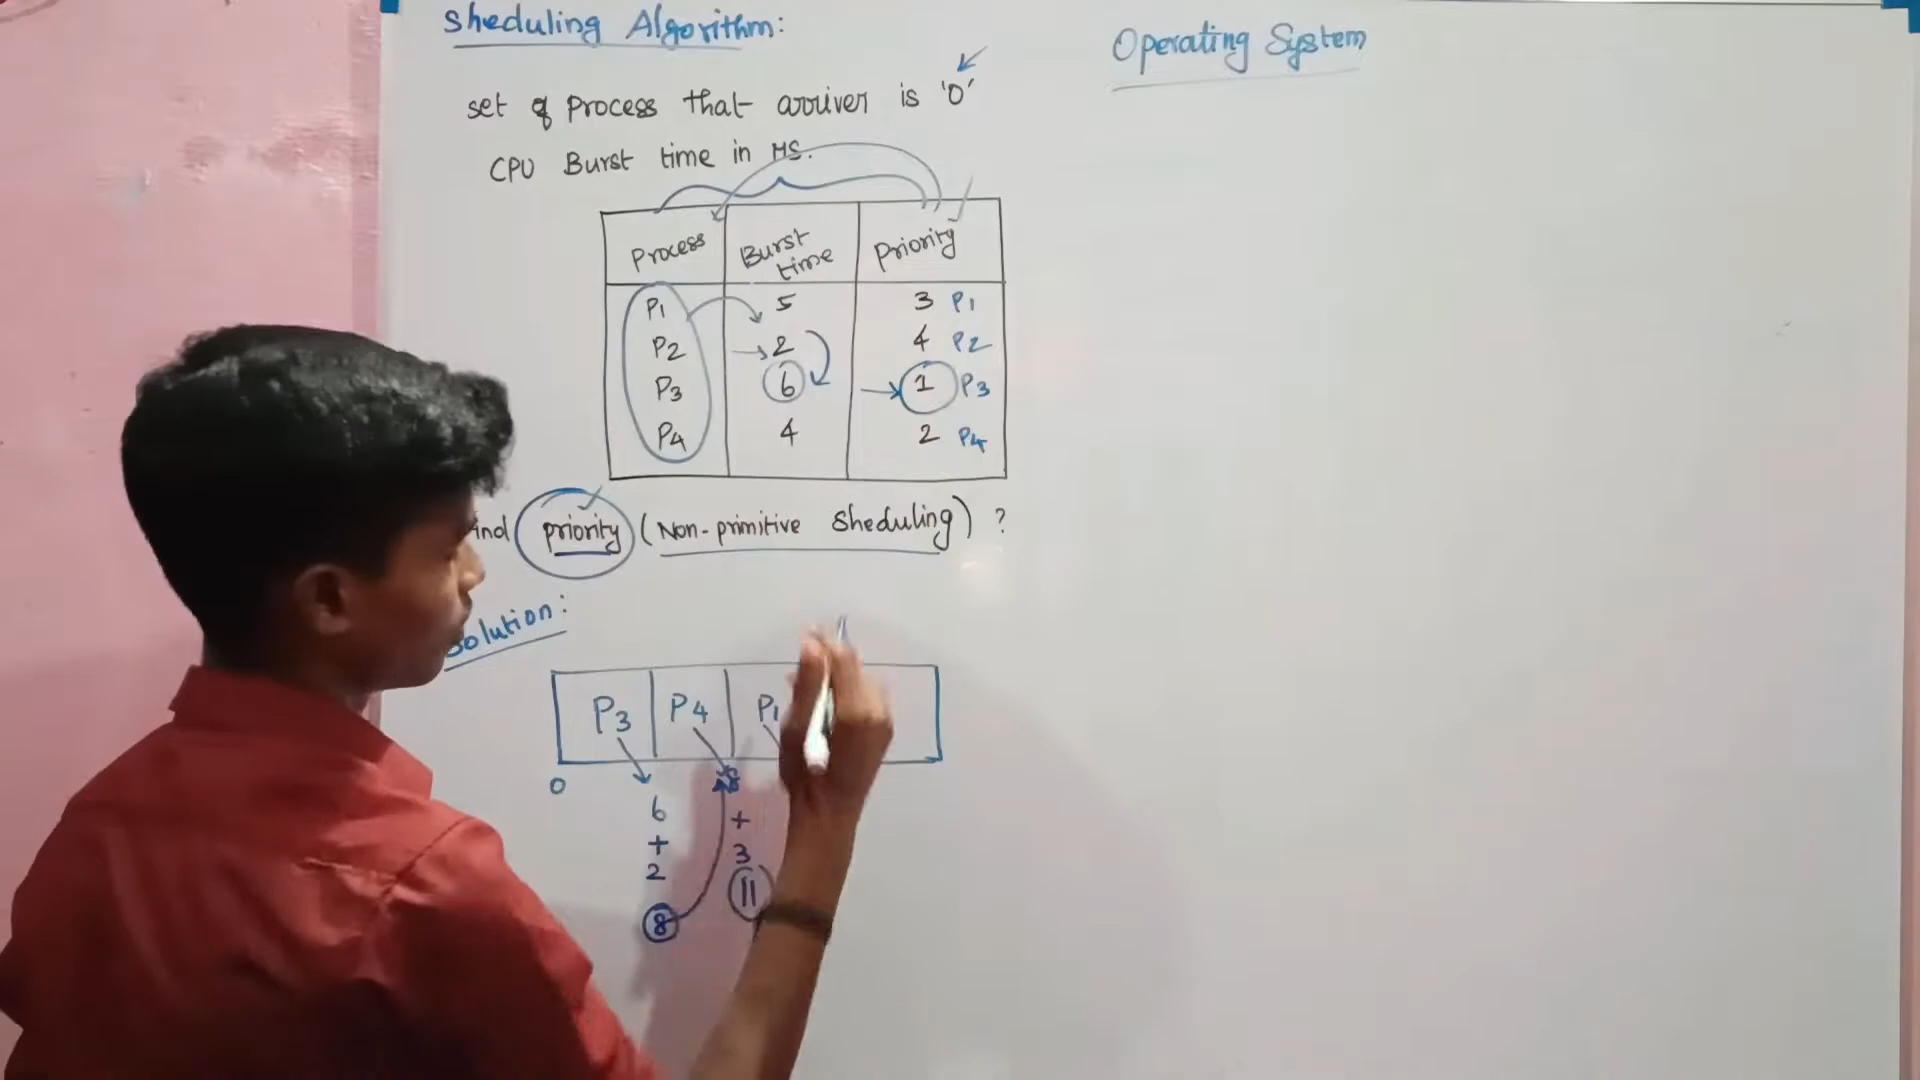 Sheduling Algorithm:
Operating System
set of process that arriver is '0'
CPU Burst time in MS.
Process Burst time Priority
P1 5 3 P1
P2 2 4 P2
P3 6 1 P3
P4 4 2 P4
ind priority (Non-primitive sheduling) ?
Solution:
P3 P4 P1
0
6 +
+ 3
2 11
8